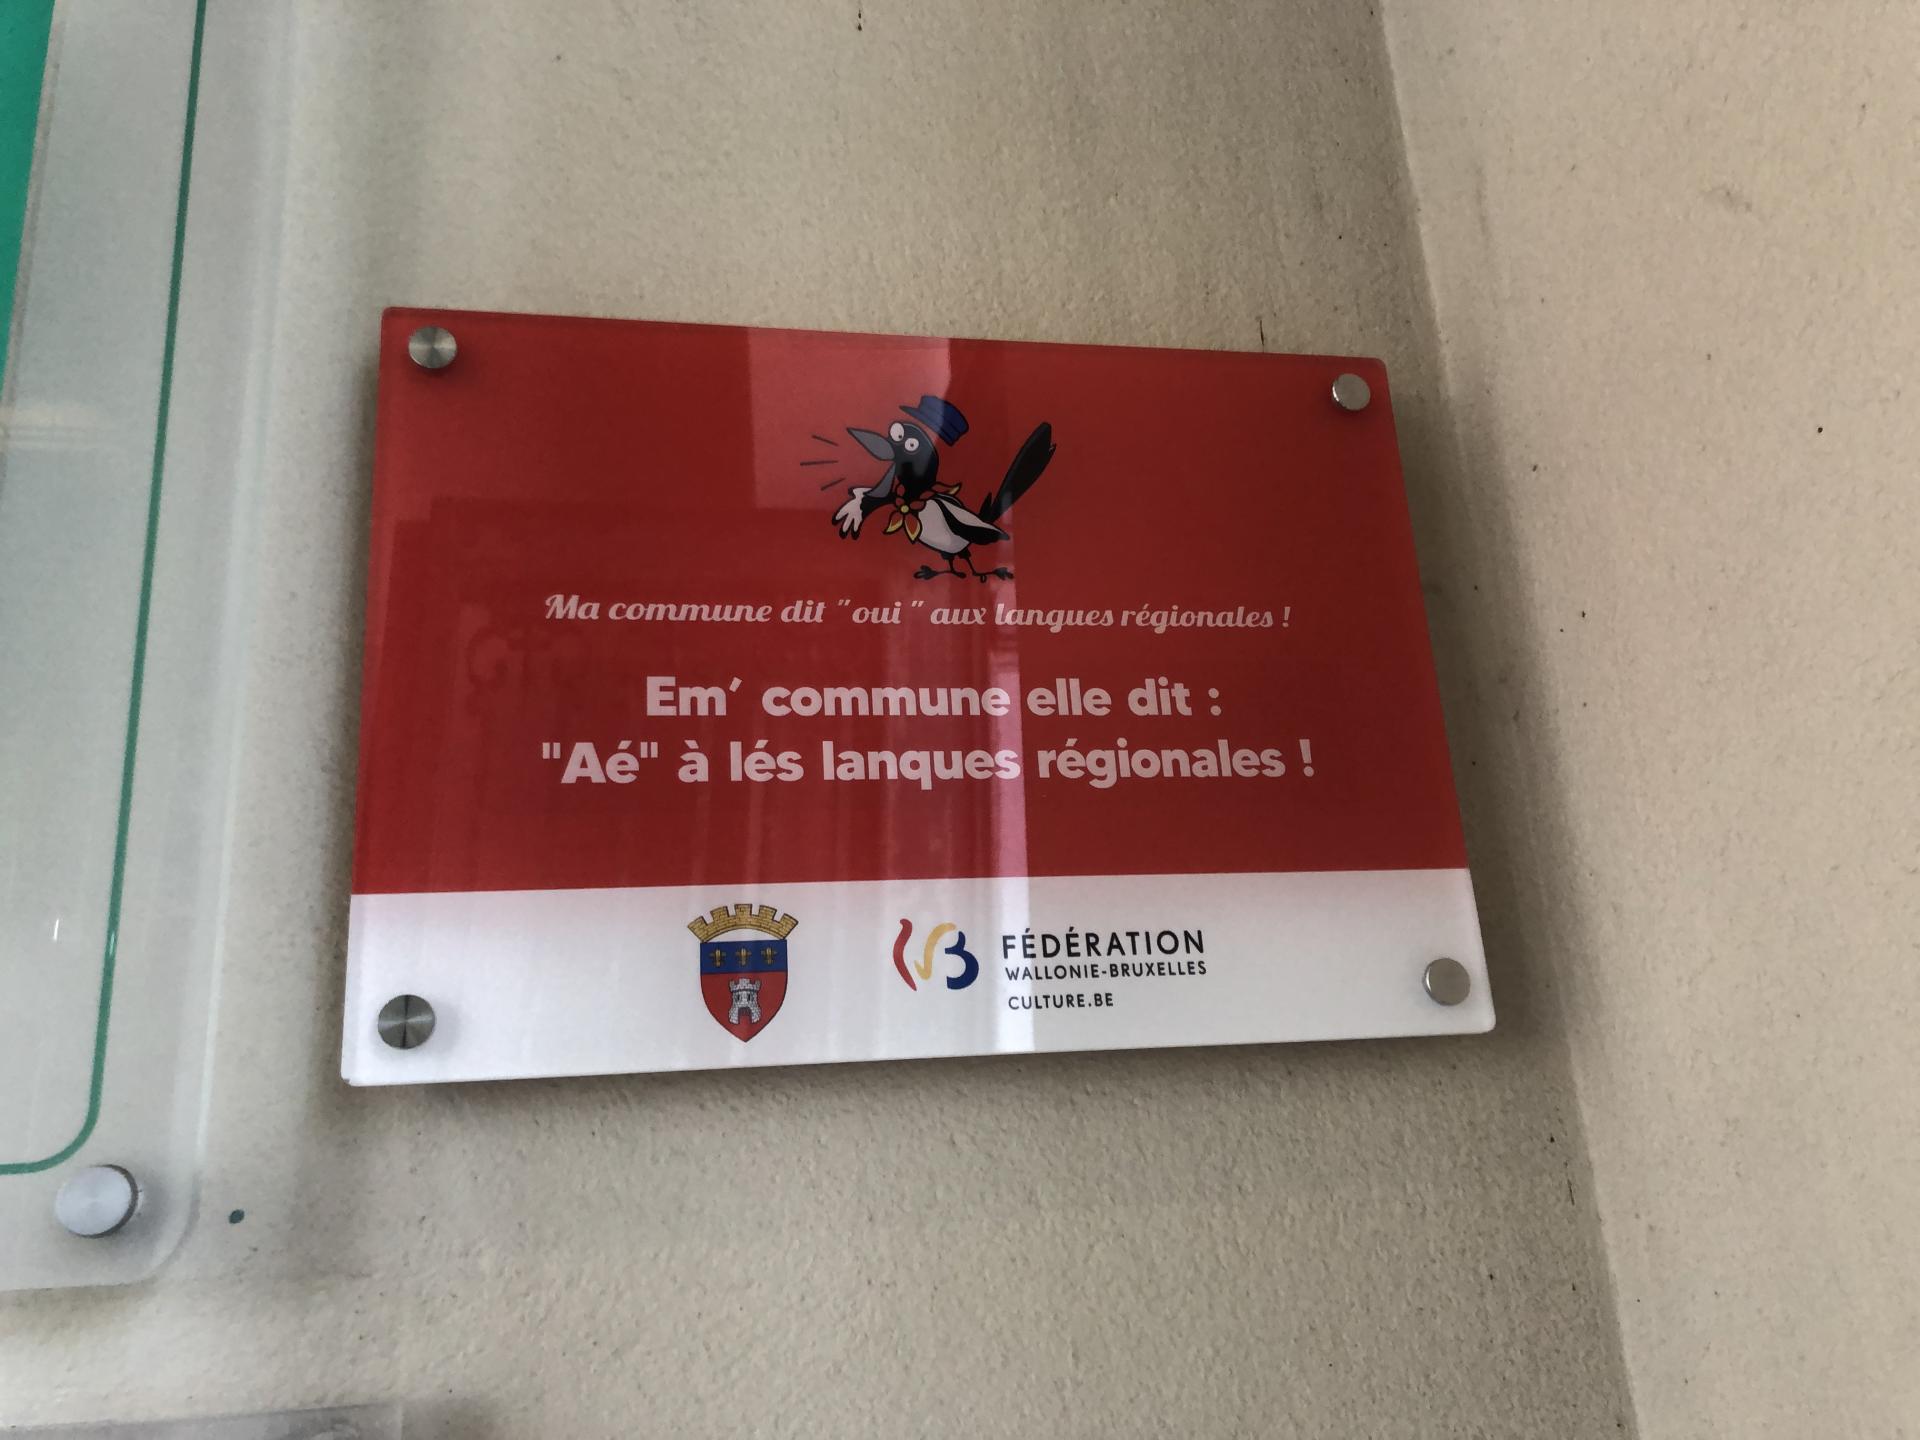 Ma commune dit "oui" aux langues régionales !
Em' commune elle dit :
"Aé" à lés lanques régionales !
FÉDÉRATION
WALLONIE-BRUXELLES
CULTURE.BE